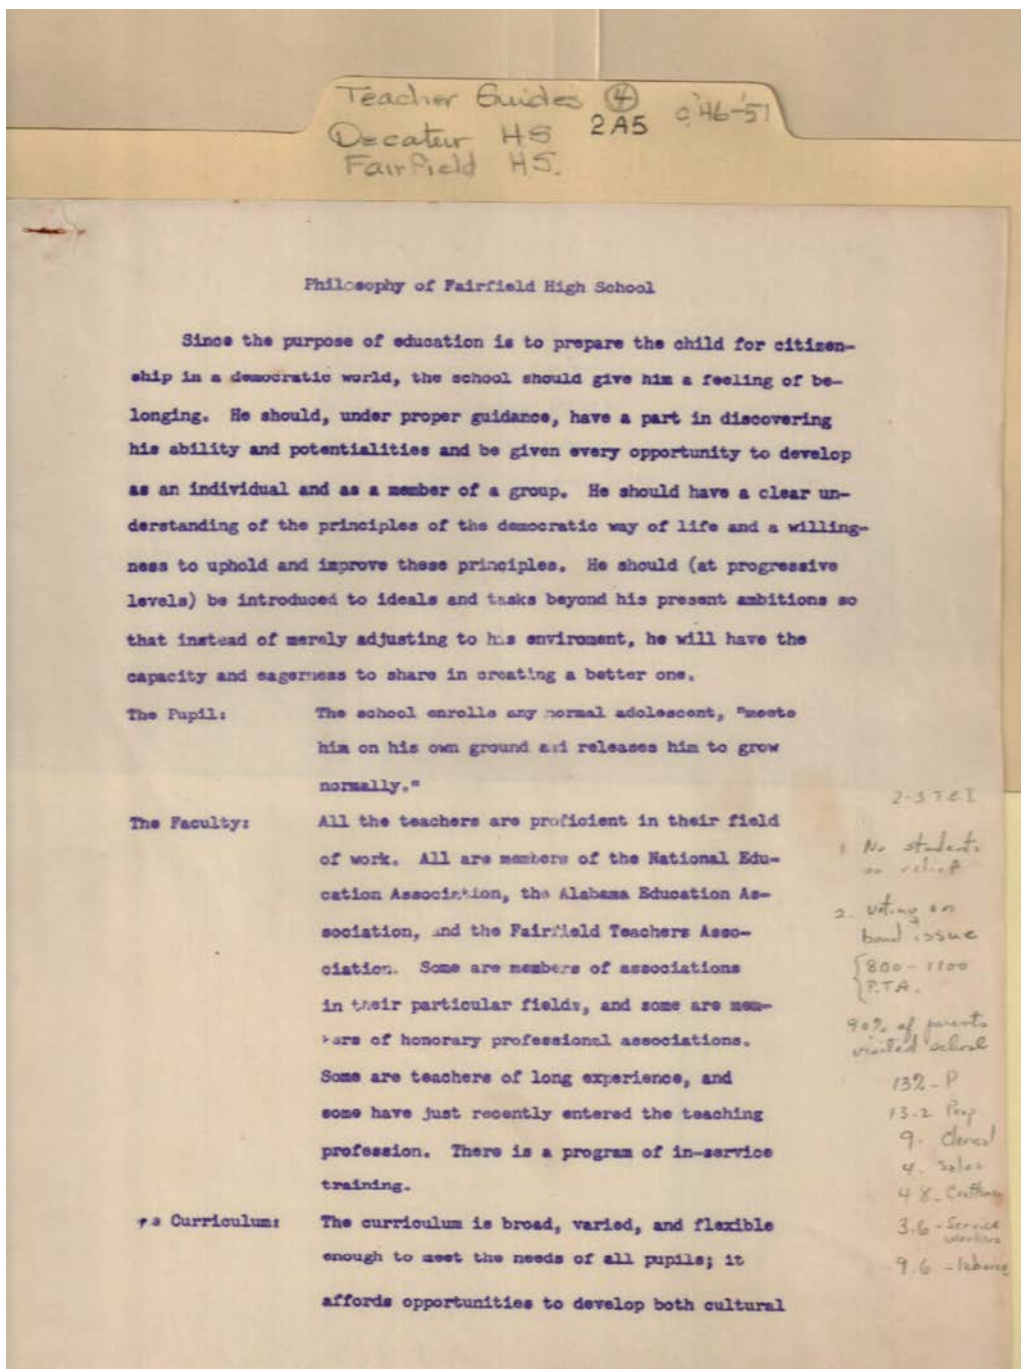 Teacher Guides 4 c'46-'51
Decatur HS 2A5
Fairfield HS.
Philosophy of Fairfield High School
Since the purpose of education is to prepare the child for citizen-
ship in a democratic world, the school should give him a feeling of be-
longing. He should, under proper guidance, have a part in discovering
his ability and potentialities and be given every opportunity to develop
as an individual and as a member of a group. He should have a clear un-
derstanding of the principles of the democratic way of life and a willing-
ness to uphold and improve these principles. He should (at progressive
levels) be introduced to ideals and tasks beyond his present ambitions so
that instead of merely adjusting to his enviroment, he will have the
capacity and eagerness to share in creating a better one.
The Pupil: The school enrolls any normal adolescent, "meets
him on his own ground and releases him to grow
normally."
The Faculty: All the teachers are proficient in their field
of work. All are members of the National Edu-
cation Association, the Alabama Education As-
sociation, and the Fairfield Teachers Asso-
ciation. Some are members of associations
in their particular fields, and some are mem-
bers of honorary professional associations.
Some are teachers of long experience, and
some have just recently entered the teaching
profession. There is a program of in-service
training.
Curriculum: The curriculum is broad, varied, and flexible
enough to meet the needs of all pupils; it
affords opportunities to develop both cultural
2-3 T.C.I
1. No students
on relief
2. voting on
bond issue
800-1100
P.T.A.
90% of parents
visited school
13.2 Prop
9. Clerical
4. Sales
48-Craftsmen
3.6-Service
workers
9.6-laborers